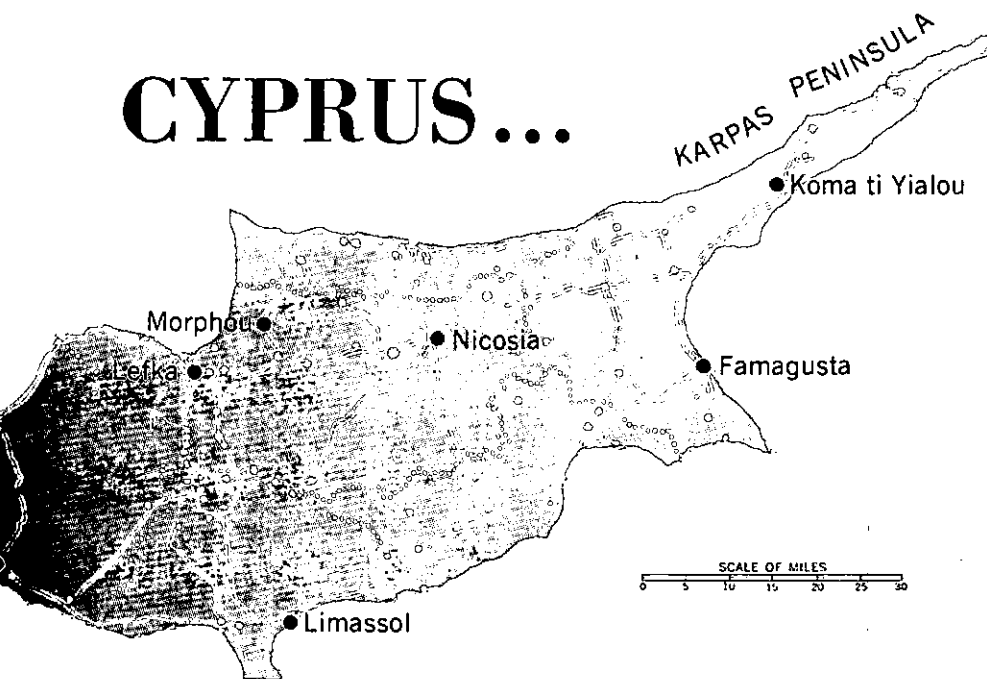 CYPRUS...
KARPAS PENINSULA
Koma ti Yialou
Morphou
Nicosia
Lefka
Famagusta
SCALE OF MILES
0 5 10 15 20 25 30
Limassol